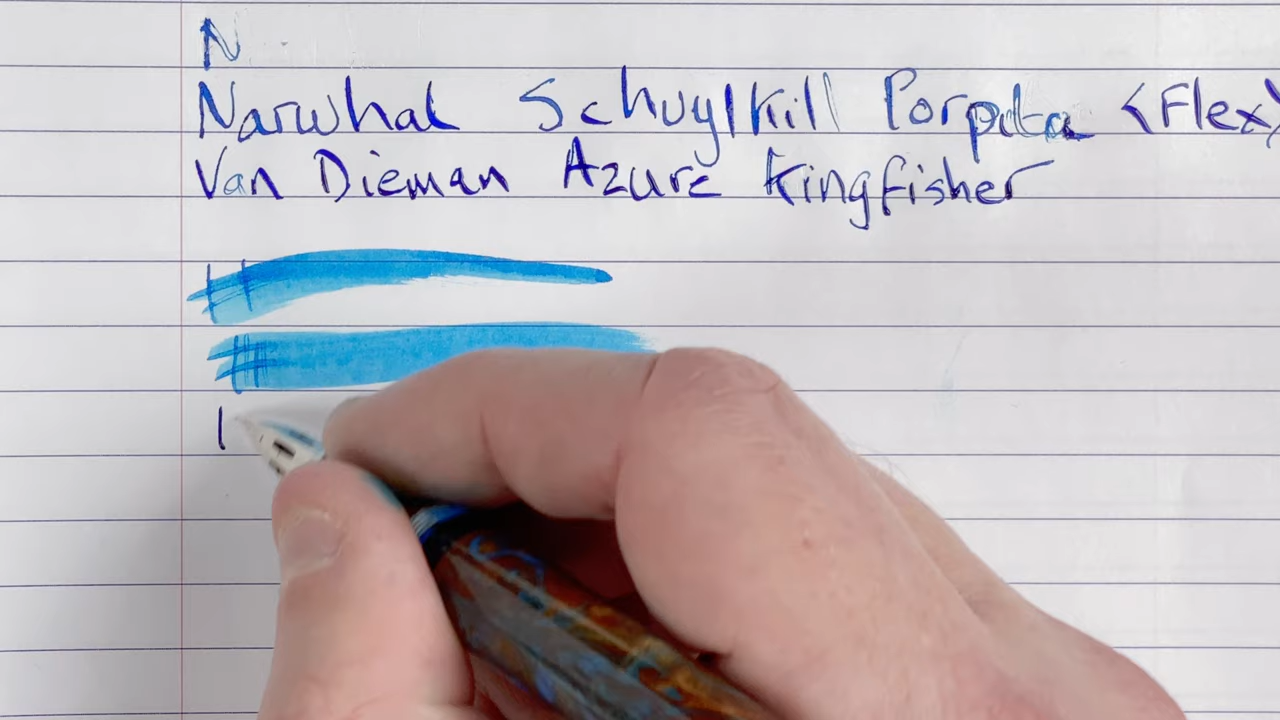 N
Narwhal Schuylkill Porpita <Flex>
Van Dieman Azure Kingfisher